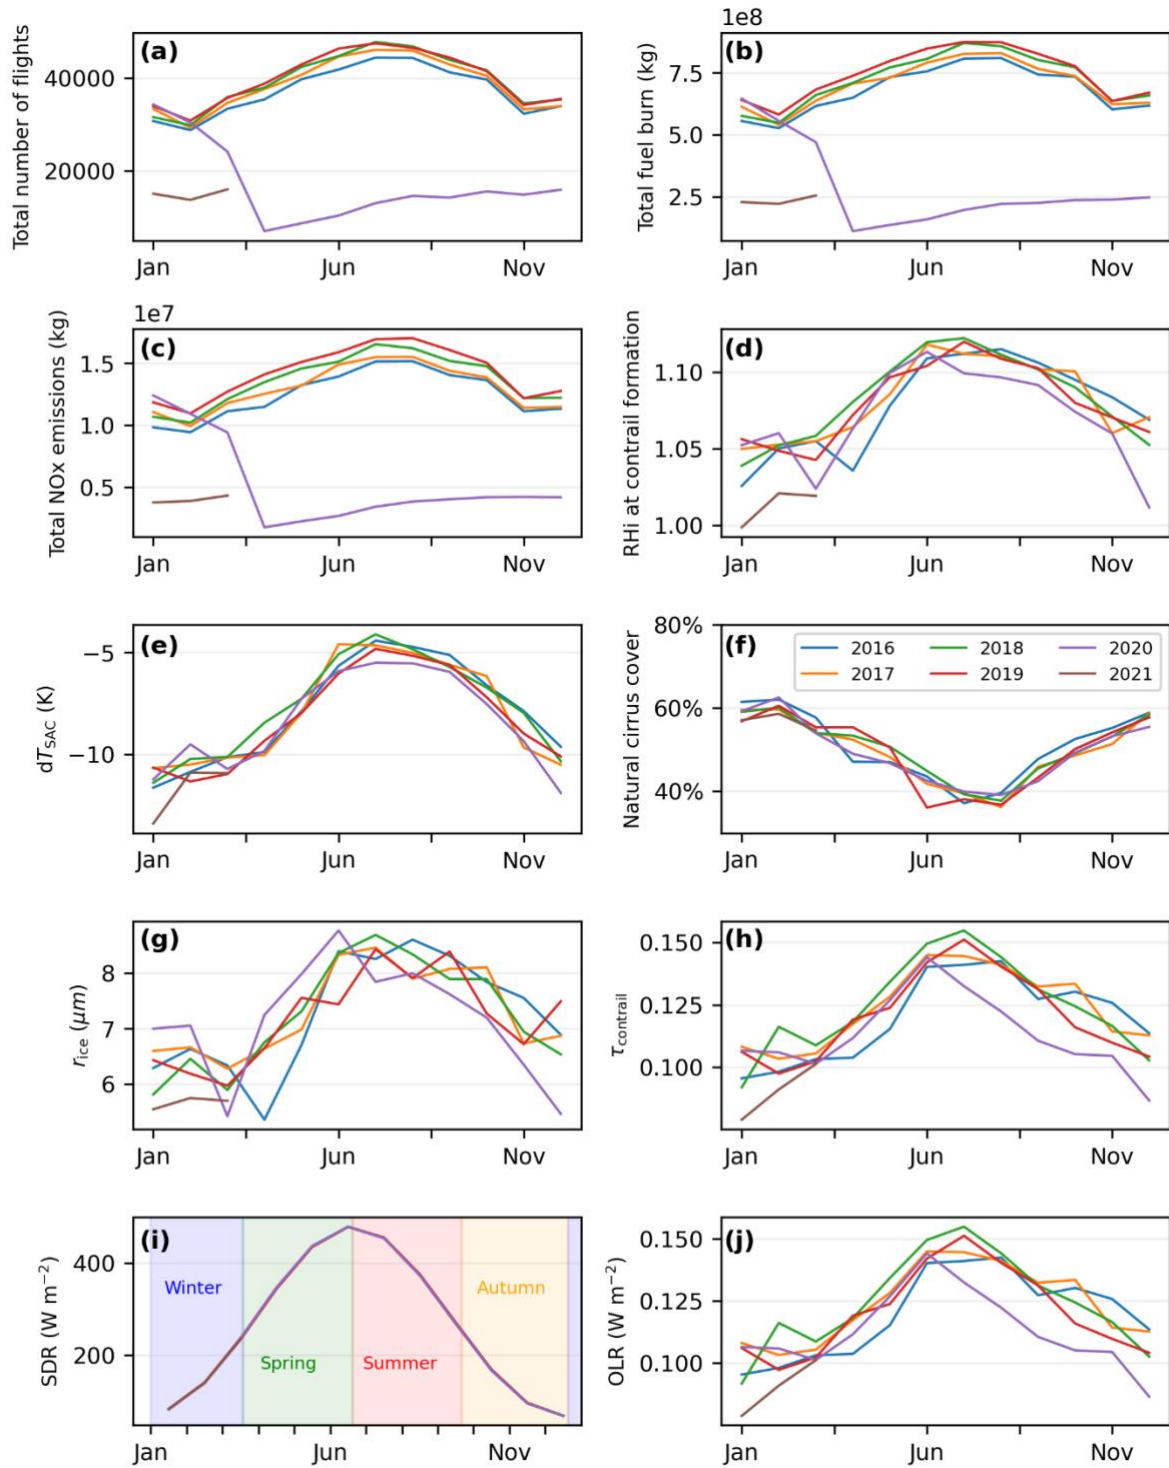 (a)
Total number of flights
40000
20000
Jan Jun Nov
1e8
(b)
Total fuel burn (kg)
7.5
5.0
2.5
Jan Jun Nov
1e7
(c)
Total NOx emissions (kg)
1.5
1.0
0.5
Jan Jun Nov
(d)
RHi at contrail formation
1.10
1.05
1.00
Jan Jun Nov
(e)
dT_SAC (K)
−5
−10
Jan Jun Nov
(f)
Natural cirrus cover
80%
60%
40%
2016 2018 2020
2017 2019 2021
Jan Jun Nov
(g)
r_ice (μm)
8
7
6
Jan Jun Nov
(h)
τ_contrail
0.150
0.125
0.100
Jan Jun Nov
(i)
SDR (W m⁻²)
400
200
Winter
Spring
Summer
Autumn
Jan Jun Nov
(j)
OLR (W m⁻²)
0.150
0.125
0.100
Jan Jun Nov